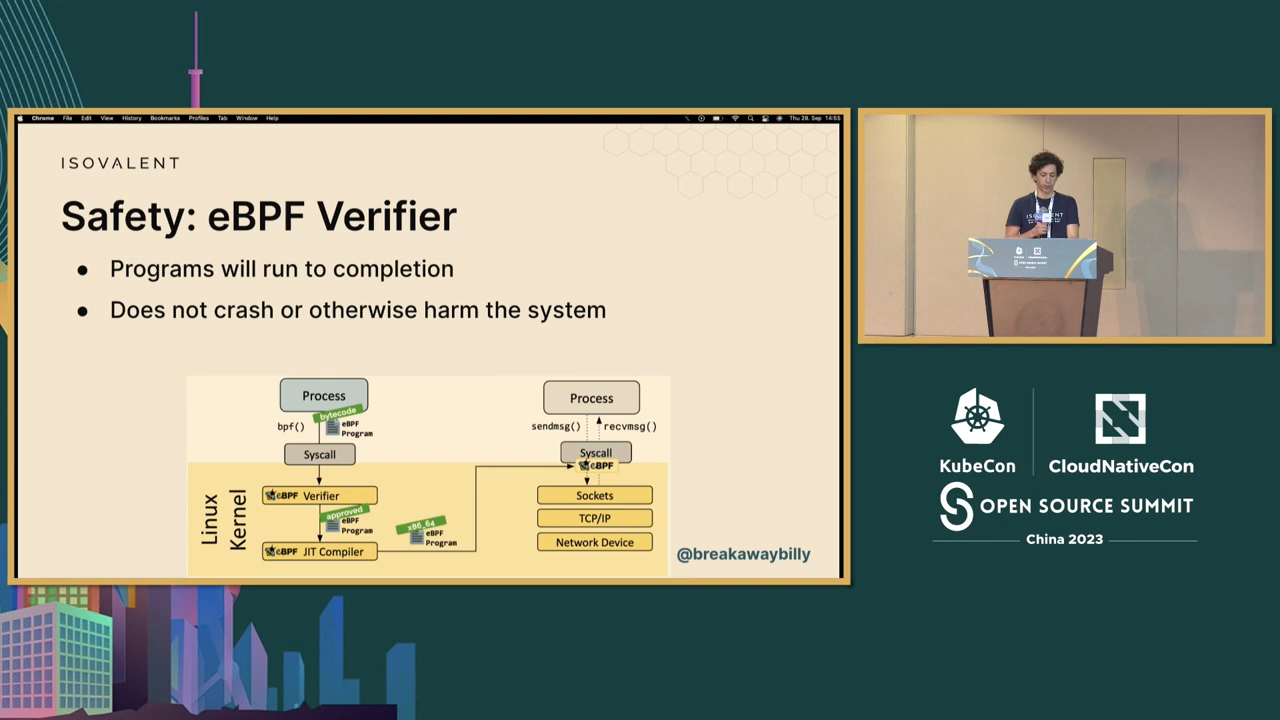 Chrome File Edit View History Bookmarks Profiles Tab Window Help Thu 28. Sep 14:55
ISOVALENT
Safety: eBPF Verifier
● Programs will run to completion
● Does not crash or otherwise harm the system
Process
bytecode
bpf()
eBPF
Program
Syscall
Linux
Kernel
eBPF Verifier
approved
eBPF
Program
eBPF JIT Compiler
x86_64
eBPF
Program
Process
sendmsg() recvmsg()
Syscall
eBPF
Sockets
TCP/IP
Network Device
@breakawaybilly
KubeCon
CloudNativeCon
OPEN SOURCE SUMMIT
China 2023